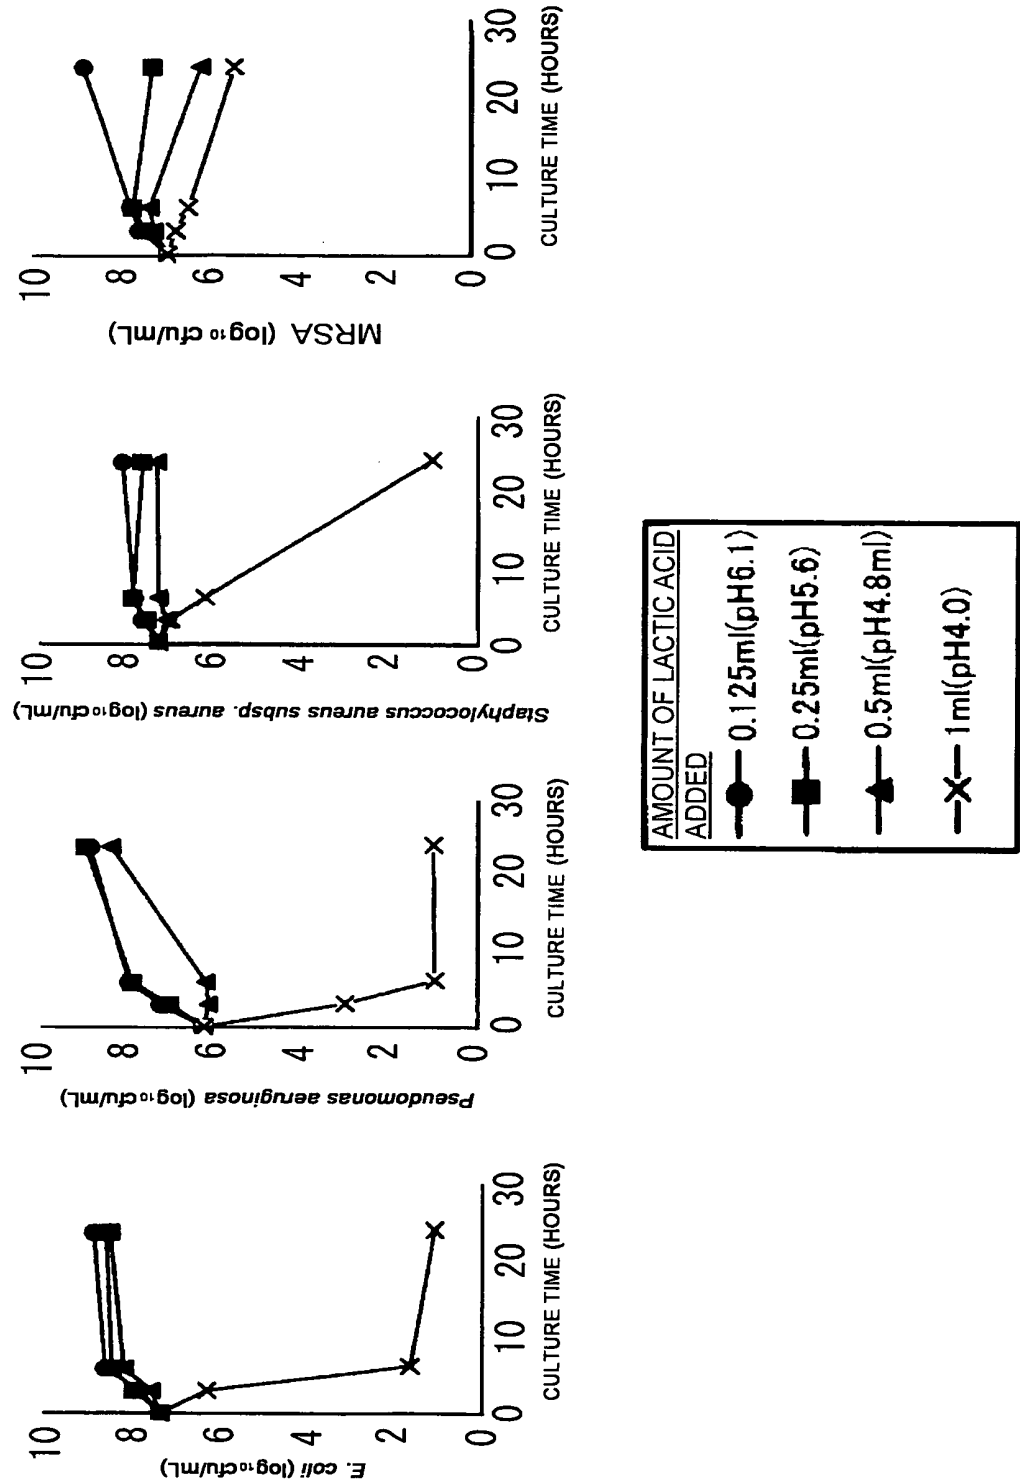 E. coli (log10 cfu/mL)
10
8
6
4
2
0
0
10
20
30
CULTURE TIME (HOURS)
Pseudomonas aeruginosa (log10 cfu/mL)
10
8
6
4
2
0
0
10
20
30
CULTURE TIME (HOURS)
Staphylococcus aureus subsp. aureus (log10 cfu/mL)
10
8
6
4
2
0
0
10
20
30
CULTURE TIME (HOURS)
MRSA (log10 cfu/mL)
10
8
6
4
2
0
0
10
20
30
CULTURE TIME (HOURS)
AMOUNT OF LACTIC ACID
ADDED
0.125ml(pH6.1)
0.25ml(pH5.6)
0.5ml(pH4.8ml)
1ml(pH4.0)